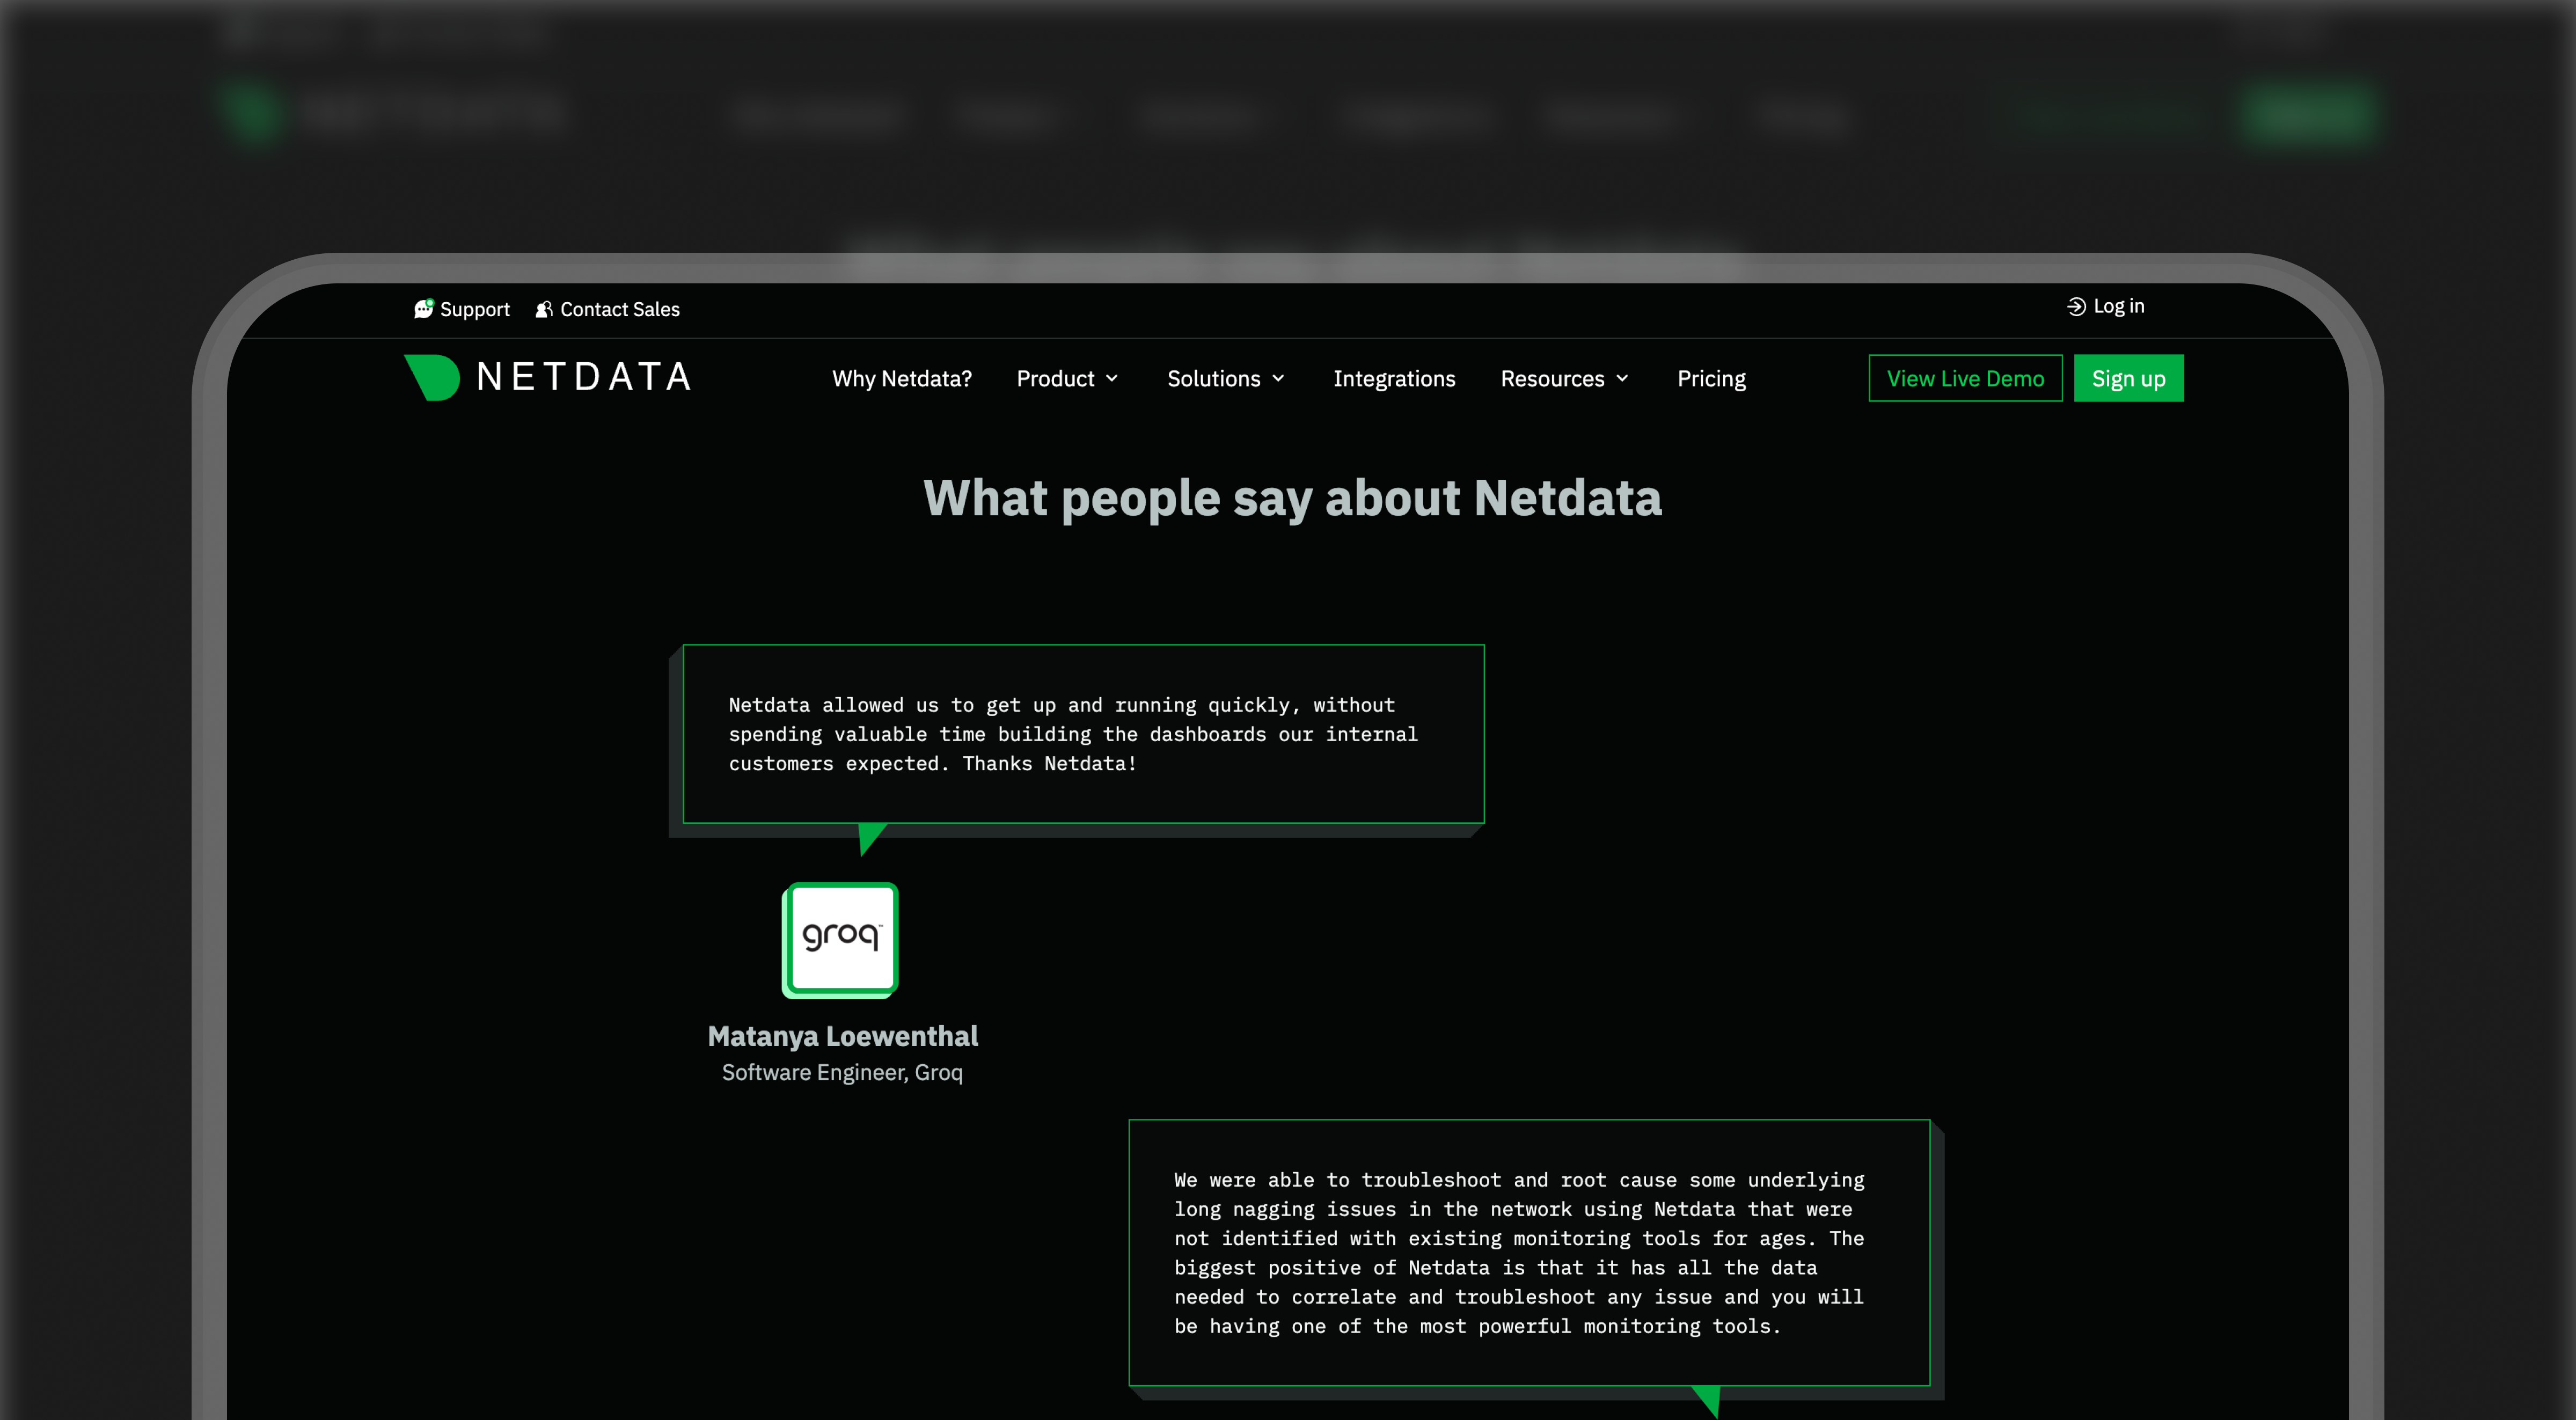 Support Contact Sales Log in
NETDATA Why Netdata? Product Solutions Integrations Resources Pricing View Live Demo Sign up
What people say about Netdata
Netdata allowed us to get up and running quickly, without
spending valuable time building the dashboards our internal
customers expected. Thanks Netdata!
groq™
Matanya Loewenthal
Software Engineer, Groq
We were able to troubleshoot and root cause some underlying
long nagging issues in the network using Netdata that were
not identified with existing monitoring tools for ages. The
biggest positive of Netdata is that it has all the data
needed to correlate and troubleshoot any issue and you will
be having one of the most powerful monitoring tools.